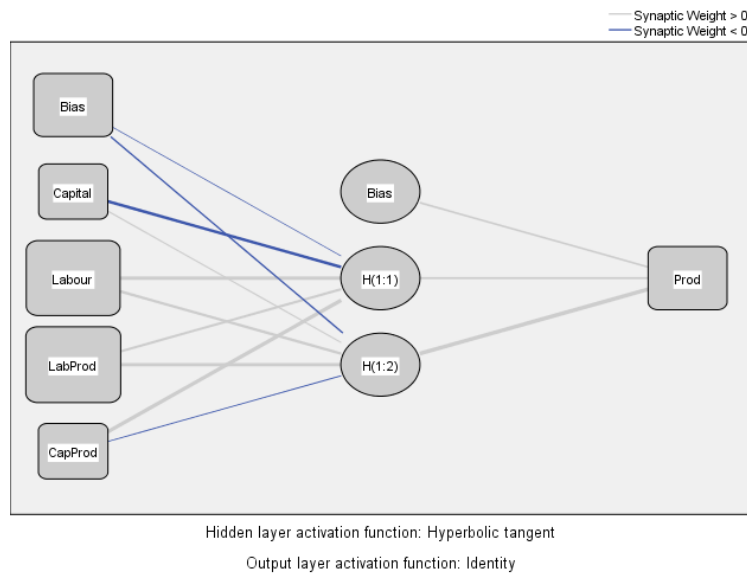 Synaptic Weight > 0
Synaptic Weight < 0
Bias
Capital
Labour
LabProd
CapProd
Bias
H(1:1)
H(1:2)
Prod
Hidden layer activation function: Hyperbolic tangent
Output layer activation function: Identity